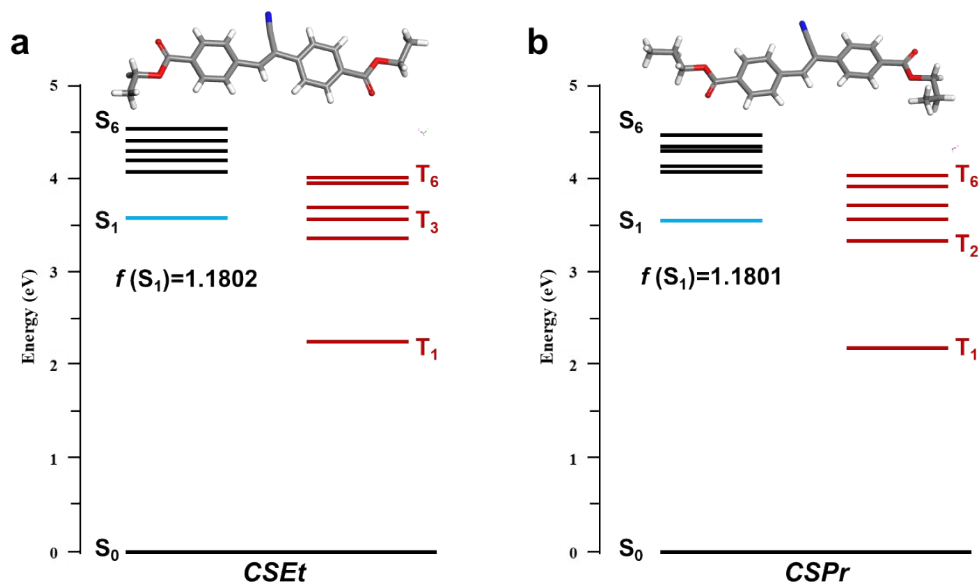 a
5
4
3
2
1
0
Energy (eV)
S6
S1
S0
T6
T3
T1
f (S1)=1.1802
CSEt
b
5
4
3
2
1
0
Energy (eV)
S6
S1
S0
T6
T2
T1
f (S1)=1.1801
CSPr